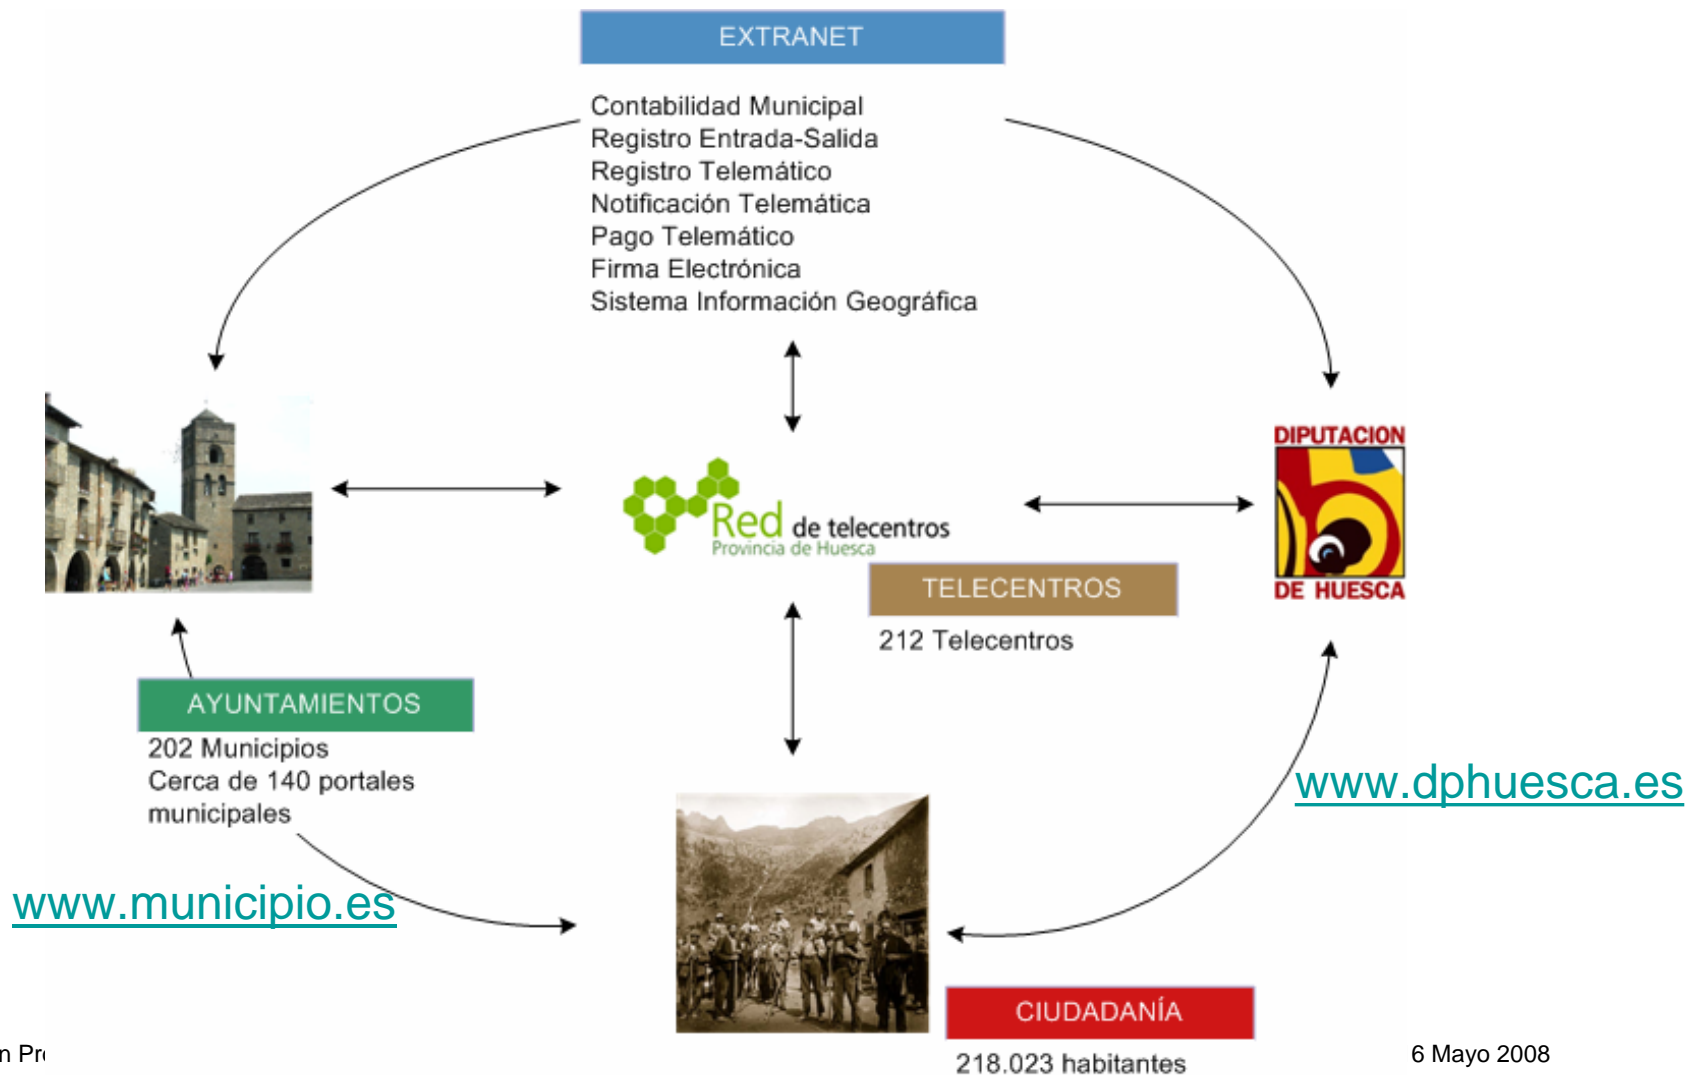 EXTRANET
Contabilidad Municipal
Registro Entrada-Salida
Registro Telemático
Notificación Telemática
Pago Telemático
Firma Electrónica
Sistema Información Geográfica
DIPUTACION
DE HUESCA
Red de telecentros
Provincia de Huesca
TELECENTROS
212 Telecentros
AYUNTAMIENTOS
202 Municipios
Cerca de 140 portales
municipales
www.dphuesca.es
www.municipio.es
CIUDADANÍA
218.023 habitantes
6 Mayo 2008